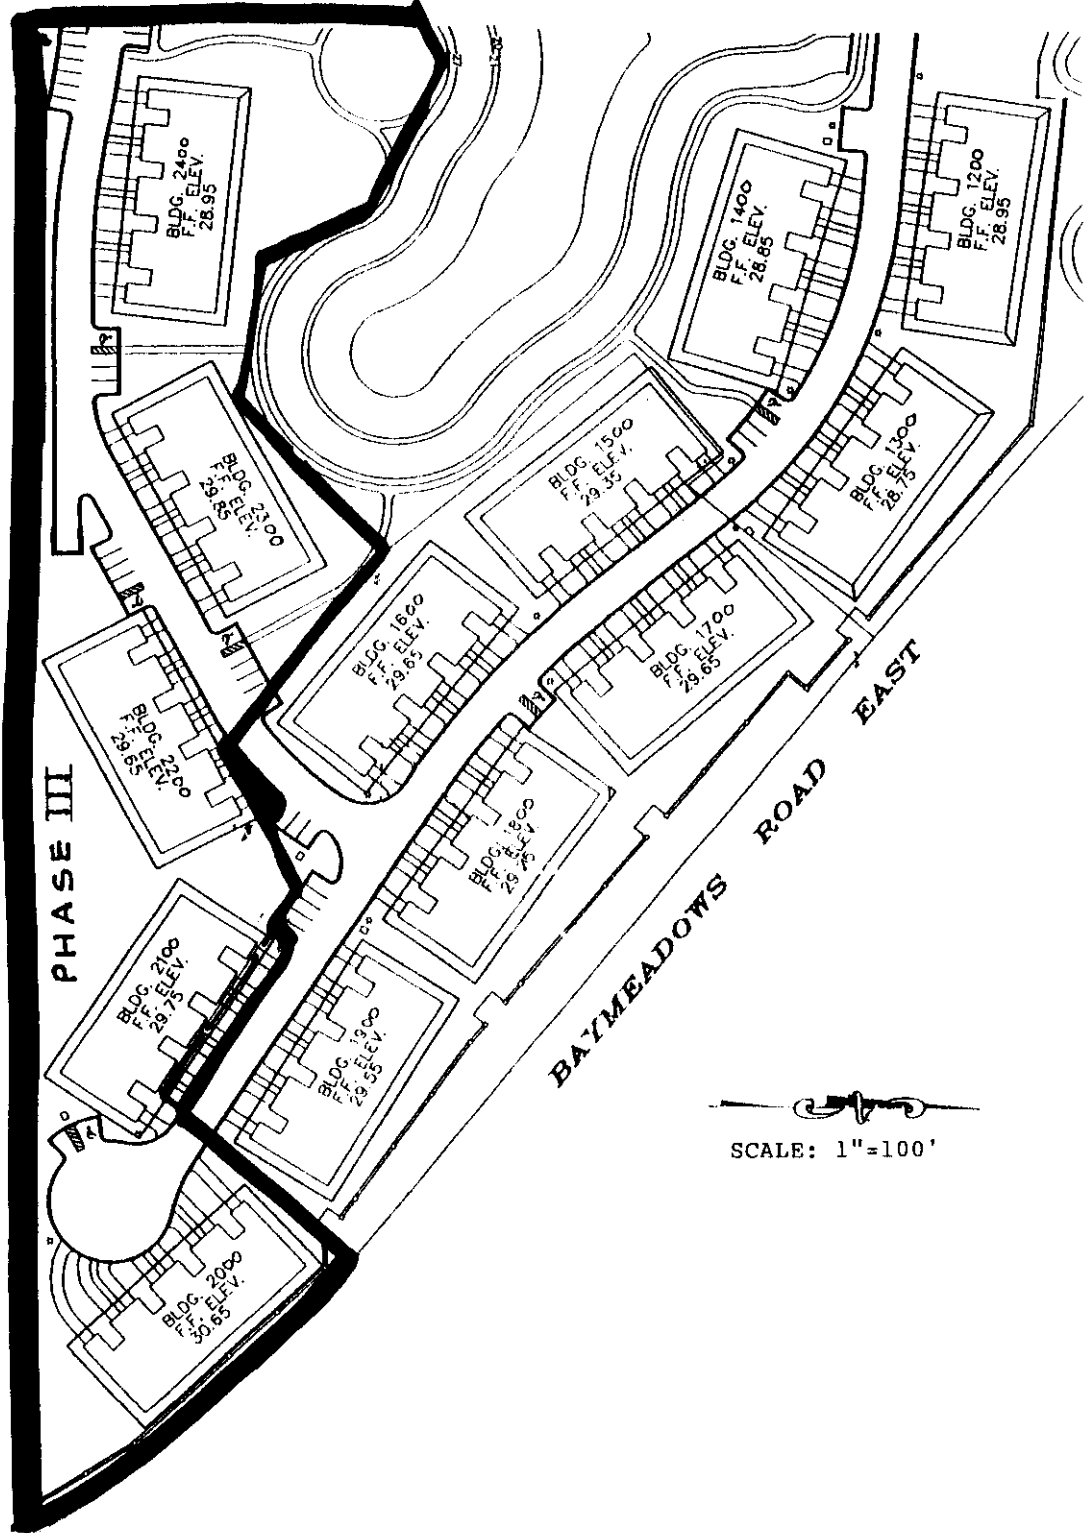 BLDG. 2400
F.F. ELEV.
28.95
BLDG. 1400
F.F. ELEV.
28.85
BLDG. 1200
F.F. ELEV.
28.95
BLDG. 2300
F.F. ELEV.
29.85
BLDG. 1500
F.F. ELEV.
29.35
BLDG. 1300
F.F. ELEV.
28.75
BLDG. 1600
F.F. ELEV.
29.65
BLDG. 1700
F.F. ELEV.
29.65
BLDG. 2200
F.F. ELEV.
29.65
BLDG. 1800
F.F. ELEV.
BLDG. 2100
F.F. ELEV.
29.75
BLDG. 1900
F.F. ELEV.
29.55
BLDG. 2000
F.F. ELEV.
30.65
PHASE III
BAYMEADOWS ROAD EAST
SCALE: 1"=100'